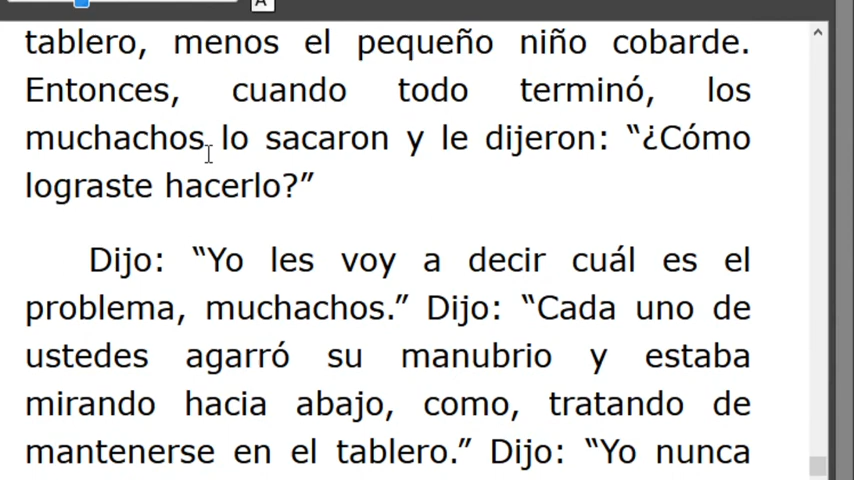 A
tablero, menos el pequeño niño cobarde.
Entonces, cuando todo terminó, los
muchachos lo sacaron y le dijeron: “¿Cómo
lograste hacerlo?”
Dijo: “Yo les voy a decir cuál es el
problema, muchachos.” Dijo: “Cada uno de
ustedes agarró su manubrio y estaba
mirando hacia abajo, como, tratando de
mantenerse en el tablero.” Dijo: “Yo nunca